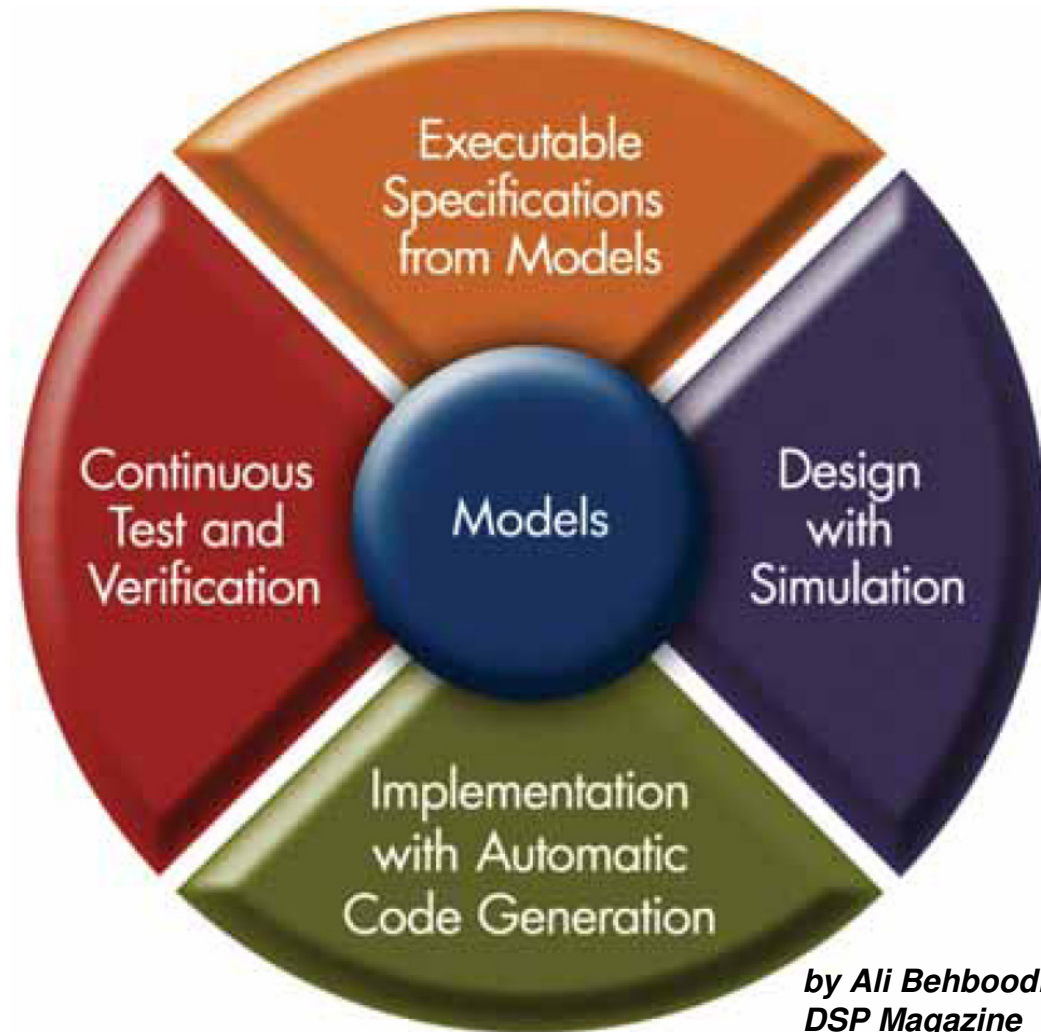 Executable
Specifications
from Models
Continuous
Test and
Verification
Models
Design
with
Simulation
Implementation
with Automatic
Code Generation
by Ali
DSP Magazine